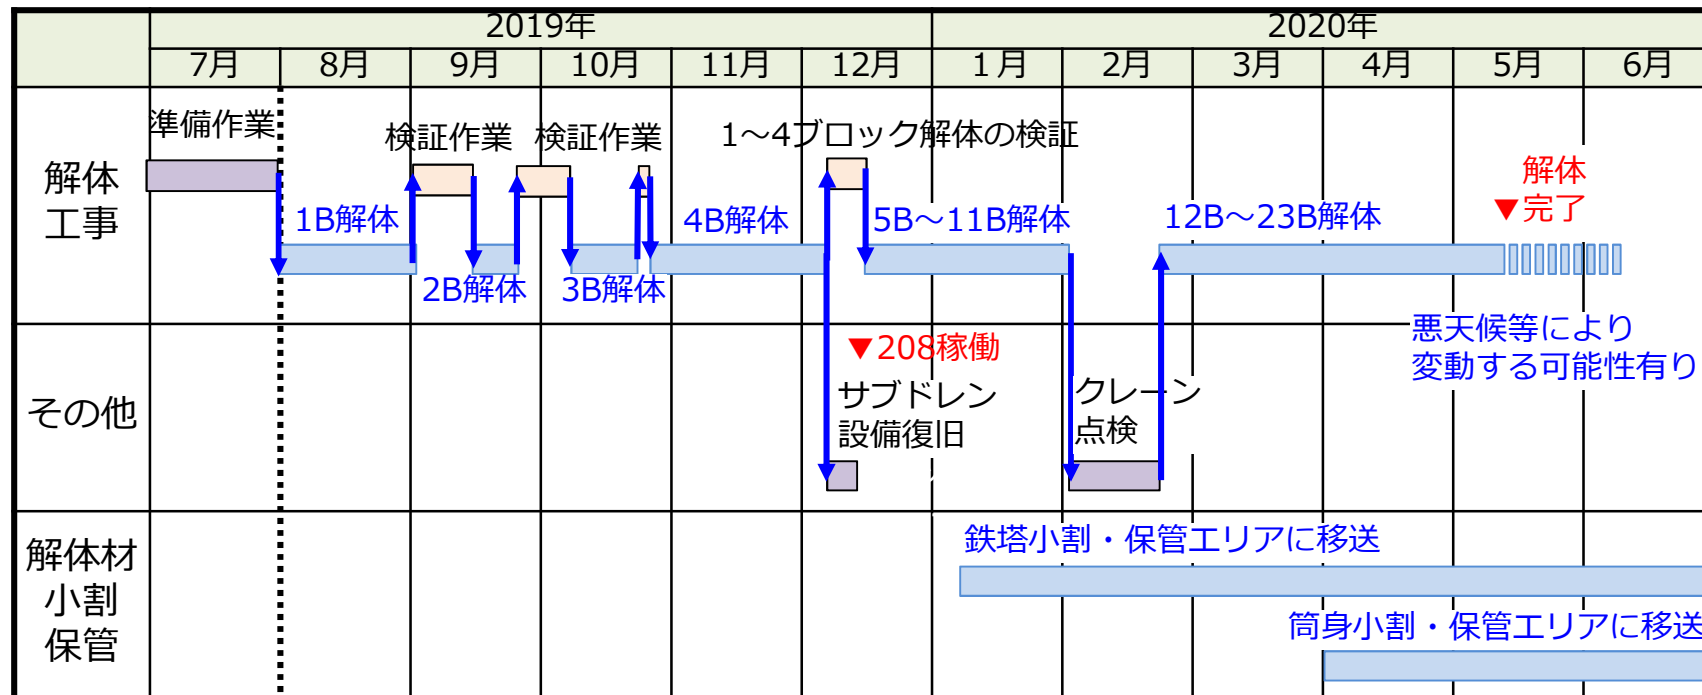 2019年
2020年
7月
8月
9月
10月
11月
12月
1月
2月
3月
4月
5月
6月
解体
工事
準備作業
検証作業
検証作業
1～4ブロック解体の検証
解体
▼完了
1B解体
2B解体
3B解体
4B解体
5B～11B解体
12B～23B解体
悪天候等により
変動する可能性有り
その他
▼208稼働
サブドレン
設備復旧
クレーン
点検
解体材
小割
保管
鉄塔小割・保管エリアに移送
筒身小割・保管エリアに移送